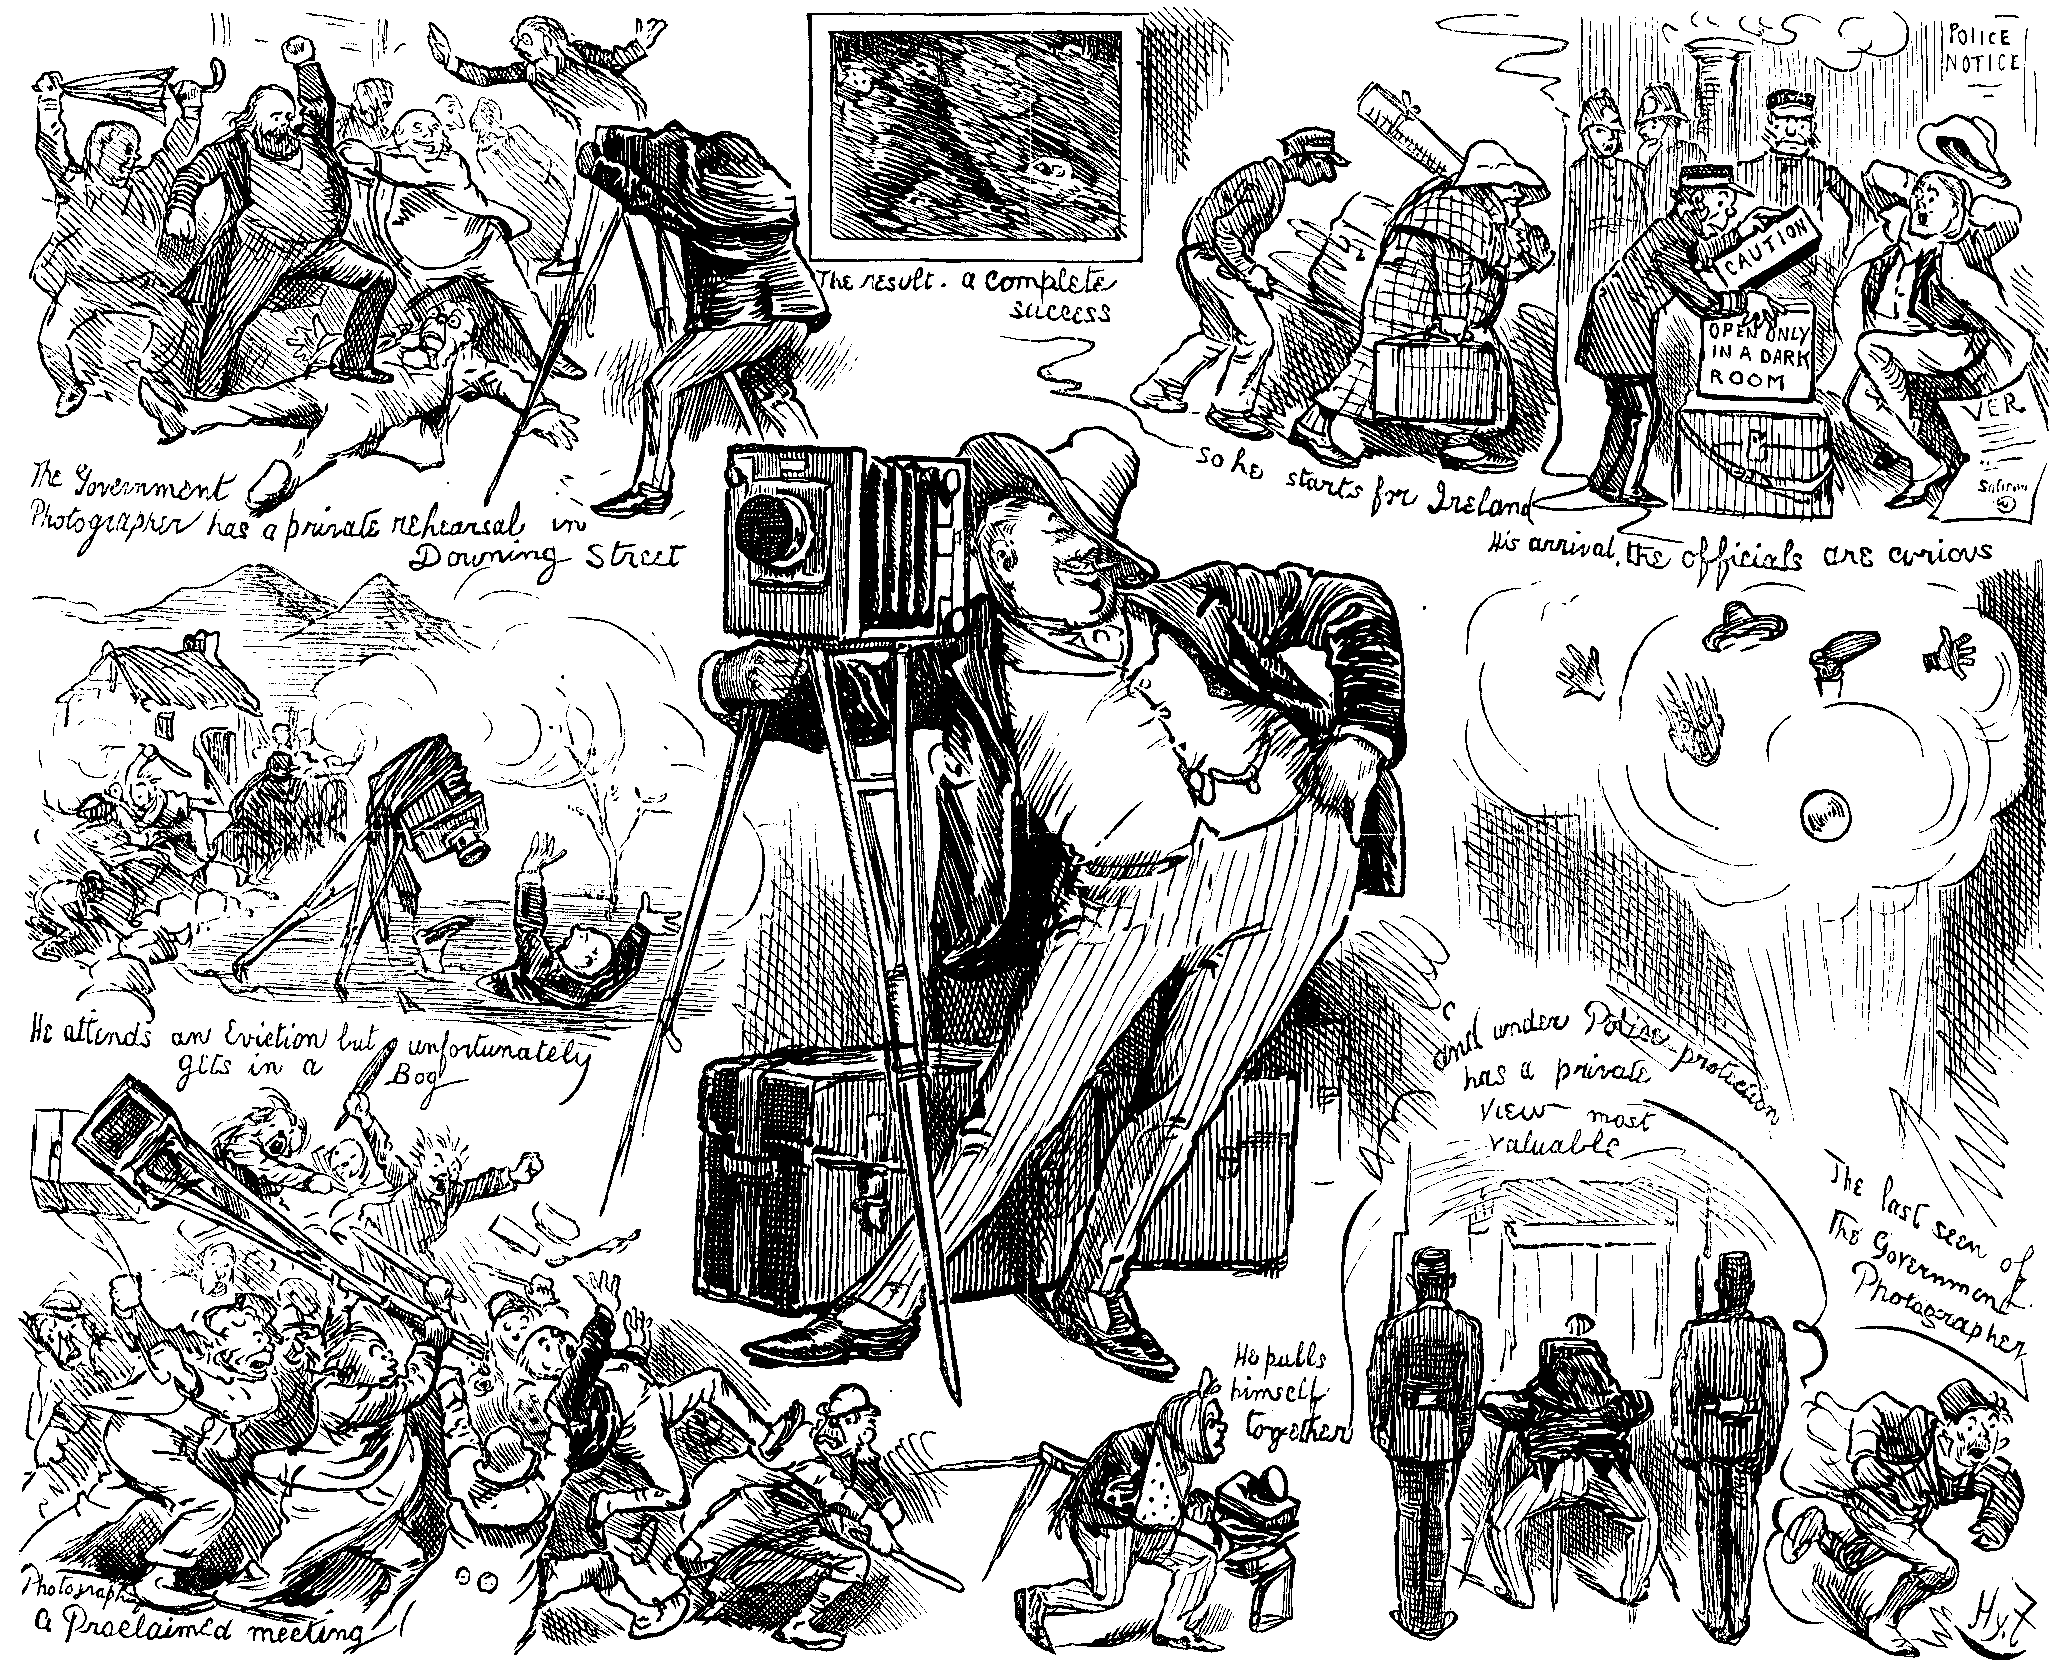 The Government
Photographer has a private rehearsal in
Downing Street
The result. a complete
success
so he starts for Ireland
POLICE
NOTICE
CAUTION
OPEN ONLY
IN A DARK
ROOM
VER
His arrival, the officials are curious
He attends an Eviction but unfortunately
gets in a Bog
Photographs
a Proclaimed meeting
He pulls
himself
together
and under Police protection
has a private
view most
valuable
The last seen of
The Government
Photographer
Hy. F